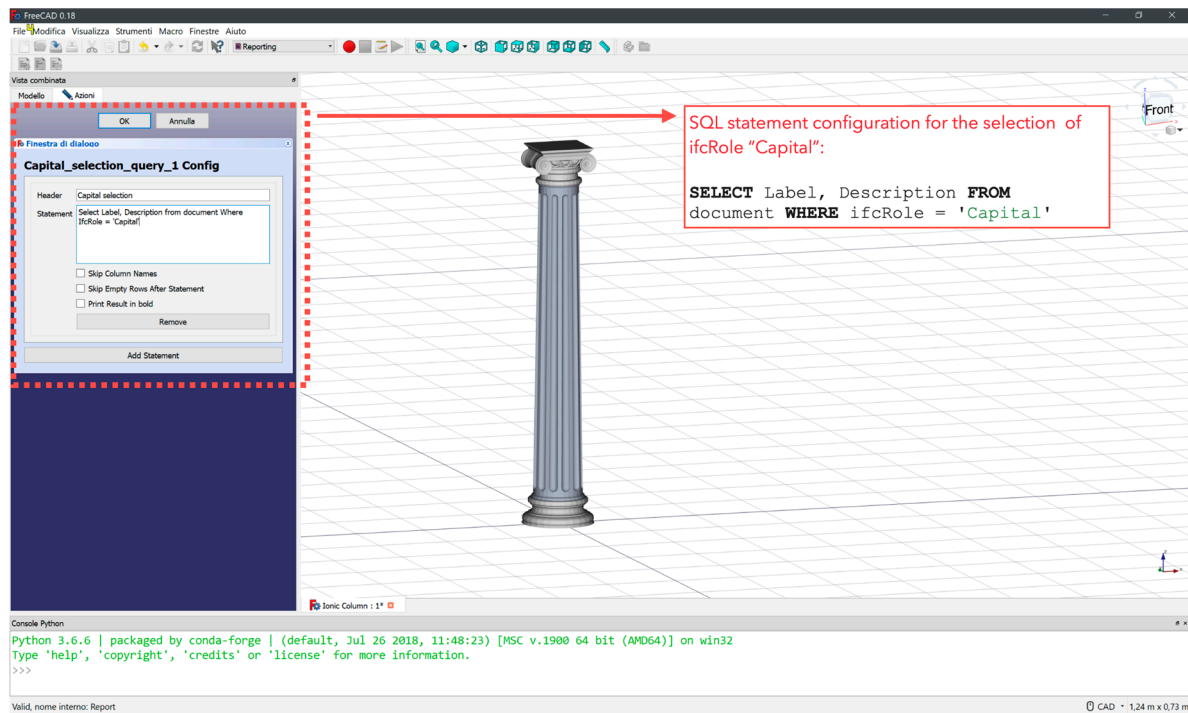 FreeCAD 0.18
File Modifica Visualizza Strumenti Macro Finestre Aiuto
Reporting
Vista combinata
Modello Azioni
OK Annulla
Finestra di dialogo
Capital_selection_query_1 Config
Header Capital selection
Statement Select Label, Description from document Where
IfcRole = 'Capital'
Skip Column Names
Skip Empty Rows After Statement
Print Result in bold
Remove
Add Statement
SQL statement configuration for the selection of
ifcRole “Capital”:
SELECT Label, Description FROM
document WHERE ifcRole = 'Capital'
Front
Ionic Column : 1*
Console Python
Python 3.6.6 | packaged by conda-forge | (default, Jul 26 2018, 11:48:23) [MSC v.1900 64 bit (AMD64)] on win32
Type 'help', 'copyright', 'credits' or 'license' for more information.
>>>
Valid, nome interno: Report
CAD 1,24 m x 0,73 m